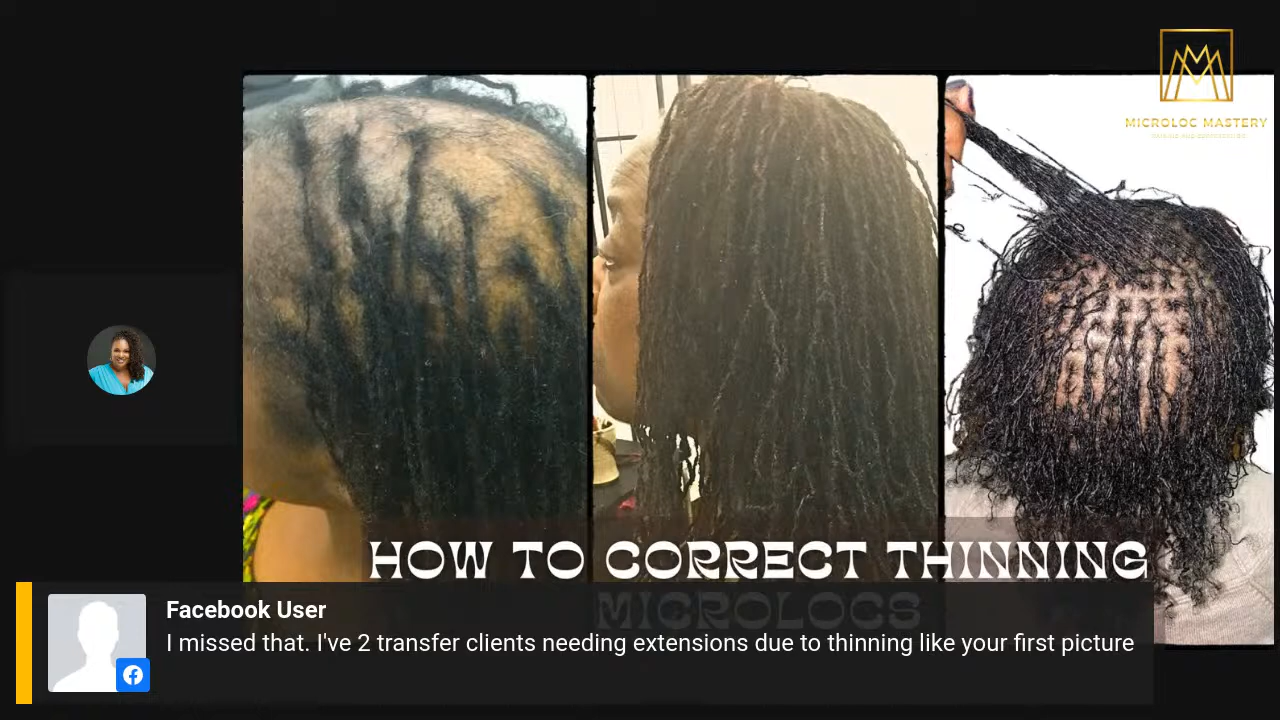 MICROLOC MASTERY
HOW TO CORRECT THINNING
MICROLOCS
Facebook User
I missed that. I've 2 transfer clients needing extensions due to thinning like your first picture